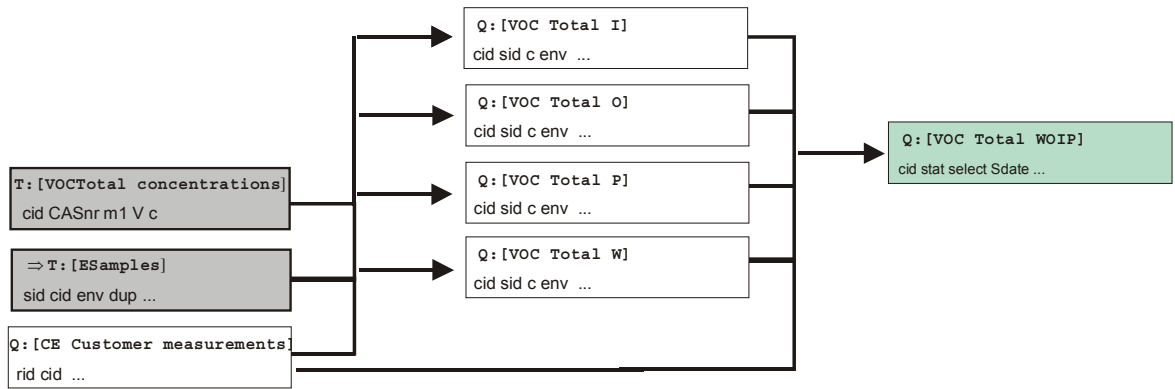 Q:[VOC Total I]
cid sid c env ...
Q:[VOC Total O]
cid sid c env ...
Q:[VOC Total WOIP]
cid stat select Sdate ...
T:[VOCTotal concentrations]
cid CASnr m1 V c
Q:[VOC Total P]
cid sid c env ...
⇒T:[ESamples]
sid cid env dup ...
Q:[VOC Total W]
cid sid c env ...
Q:[CE Customer measurements]
rid cid ...